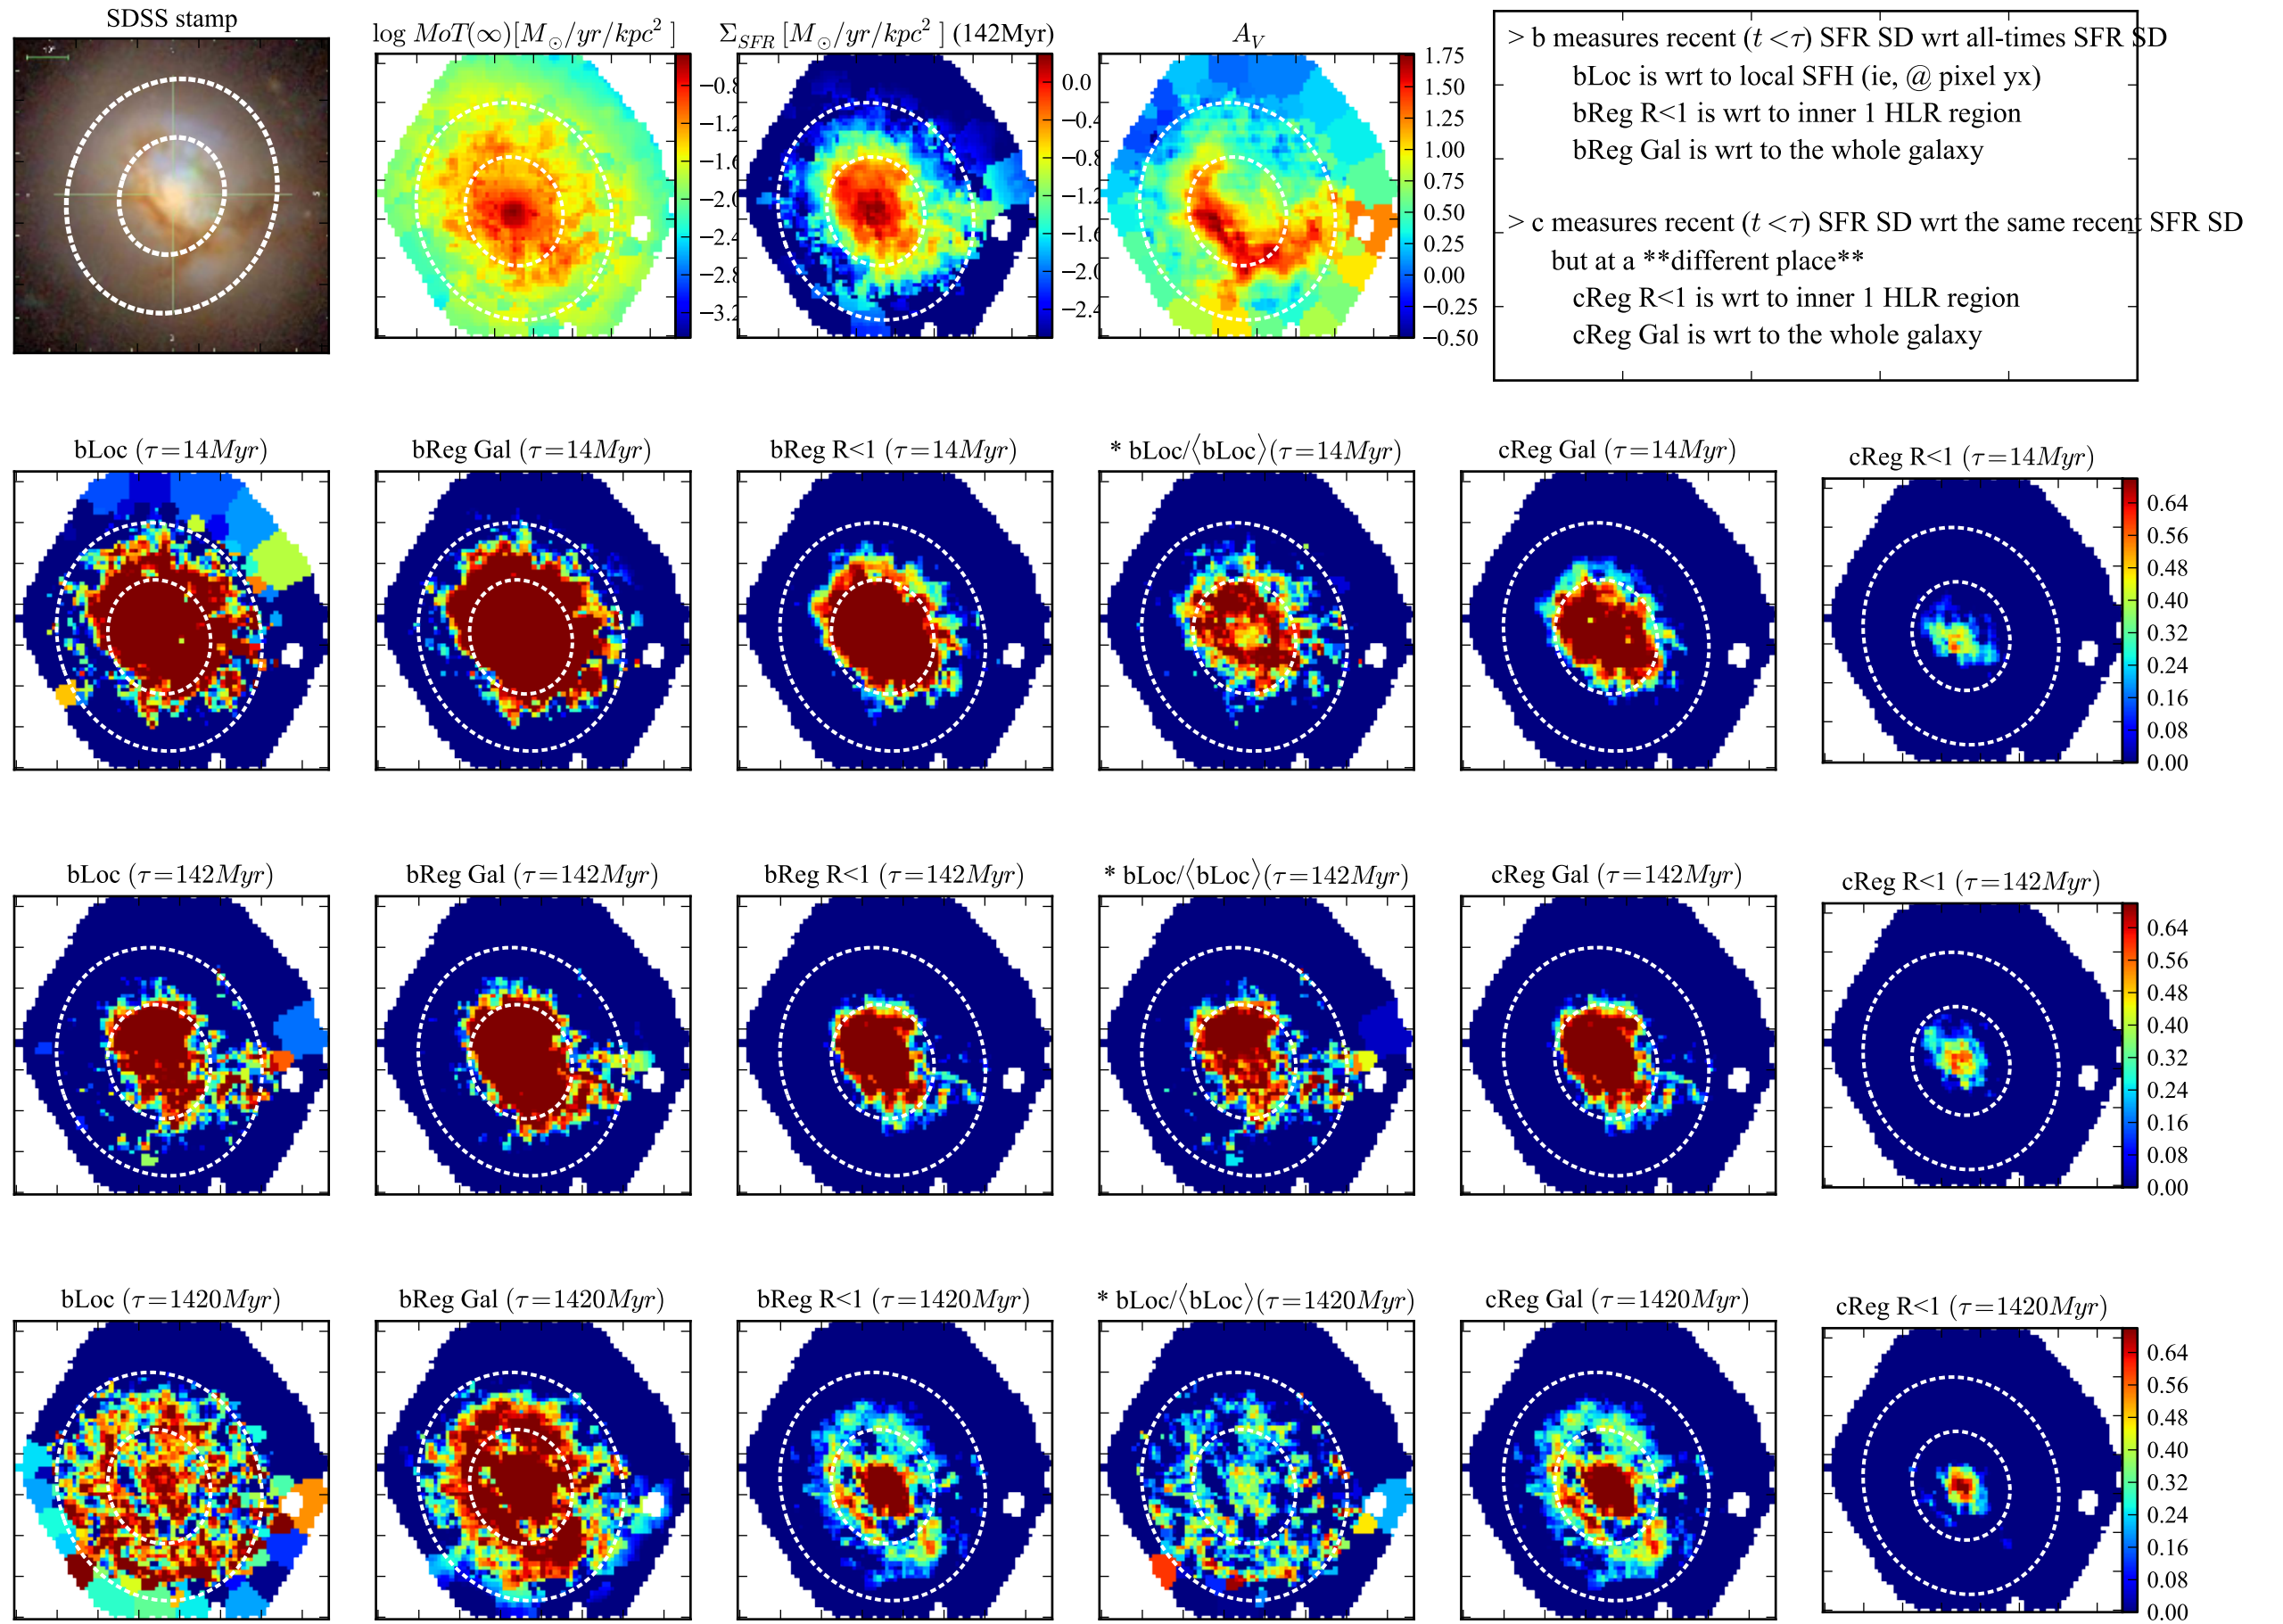 SDSS stamp
log MoT(∞)[M⊙/yr/kpc² ]
Σ_SFR [M⊙/yr/kpc² ] (142Myr)
A_V
−0.8
−1.2
−1.6
−2.0
−2.4
−2.8
−3.2
0.0
−0.4
−0.8
−1.2
−1.6
−2.0
−2.4
1.75
1.50
1.25
1.00
0.75
0.50
0.25
0.00
−0.25
−0.50
> b measures recent (t <τ) SFR SD wrt all-times SFR SD
bLoc is wrt to local SFH (ie, @ pixel yx)
bReg R<1 is wrt to inner 1 HLR region
bReg Gal is wrt to the whole galaxy
> c measures recent (t <τ) SFR SD wrt the same recent SFR SD
but at a **different place**
cReg R<1 is wrt to inner 1 HLR region
cReg Gal is wrt to the whole galaxy
bLoc (τ=14Myr)
bReg Gal (τ=14Myr)
bReg R<1 (τ=14Myr)
* bLoc/⟨bLoc⟩(τ=14Myr)
cReg Gal (τ=14Myr)
cReg R<1 (τ=14Myr)
0.64
0.56
0.48
0.40
0.32
0.24
0.16
0.08
0.00
bLoc (τ=142Myr)
bReg Gal (τ=142Myr)
bReg R<1 (τ=142Myr)
* bLoc/⟨bLoc⟩(τ=142Myr)
cReg Gal (τ=142Myr)
cReg R<1 (τ=142Myr)
0.64
0.56
0.48
0.40
0.32
0.24
0.16
0.08
0.00
bLoc (τ=1420Myr)
bReg Gal (τ=1420Myr)
bReg R<1 (τ=1420Myr)
* bLoc/⟨bLoc⟩(τ=1420Myr)
cReg Gal (τ=1420Myr)
cReg R<1 (τ=1420Myr)
0.64
0.56
0.48
0.40
0.32
0.24
0.16
0.08
0.00